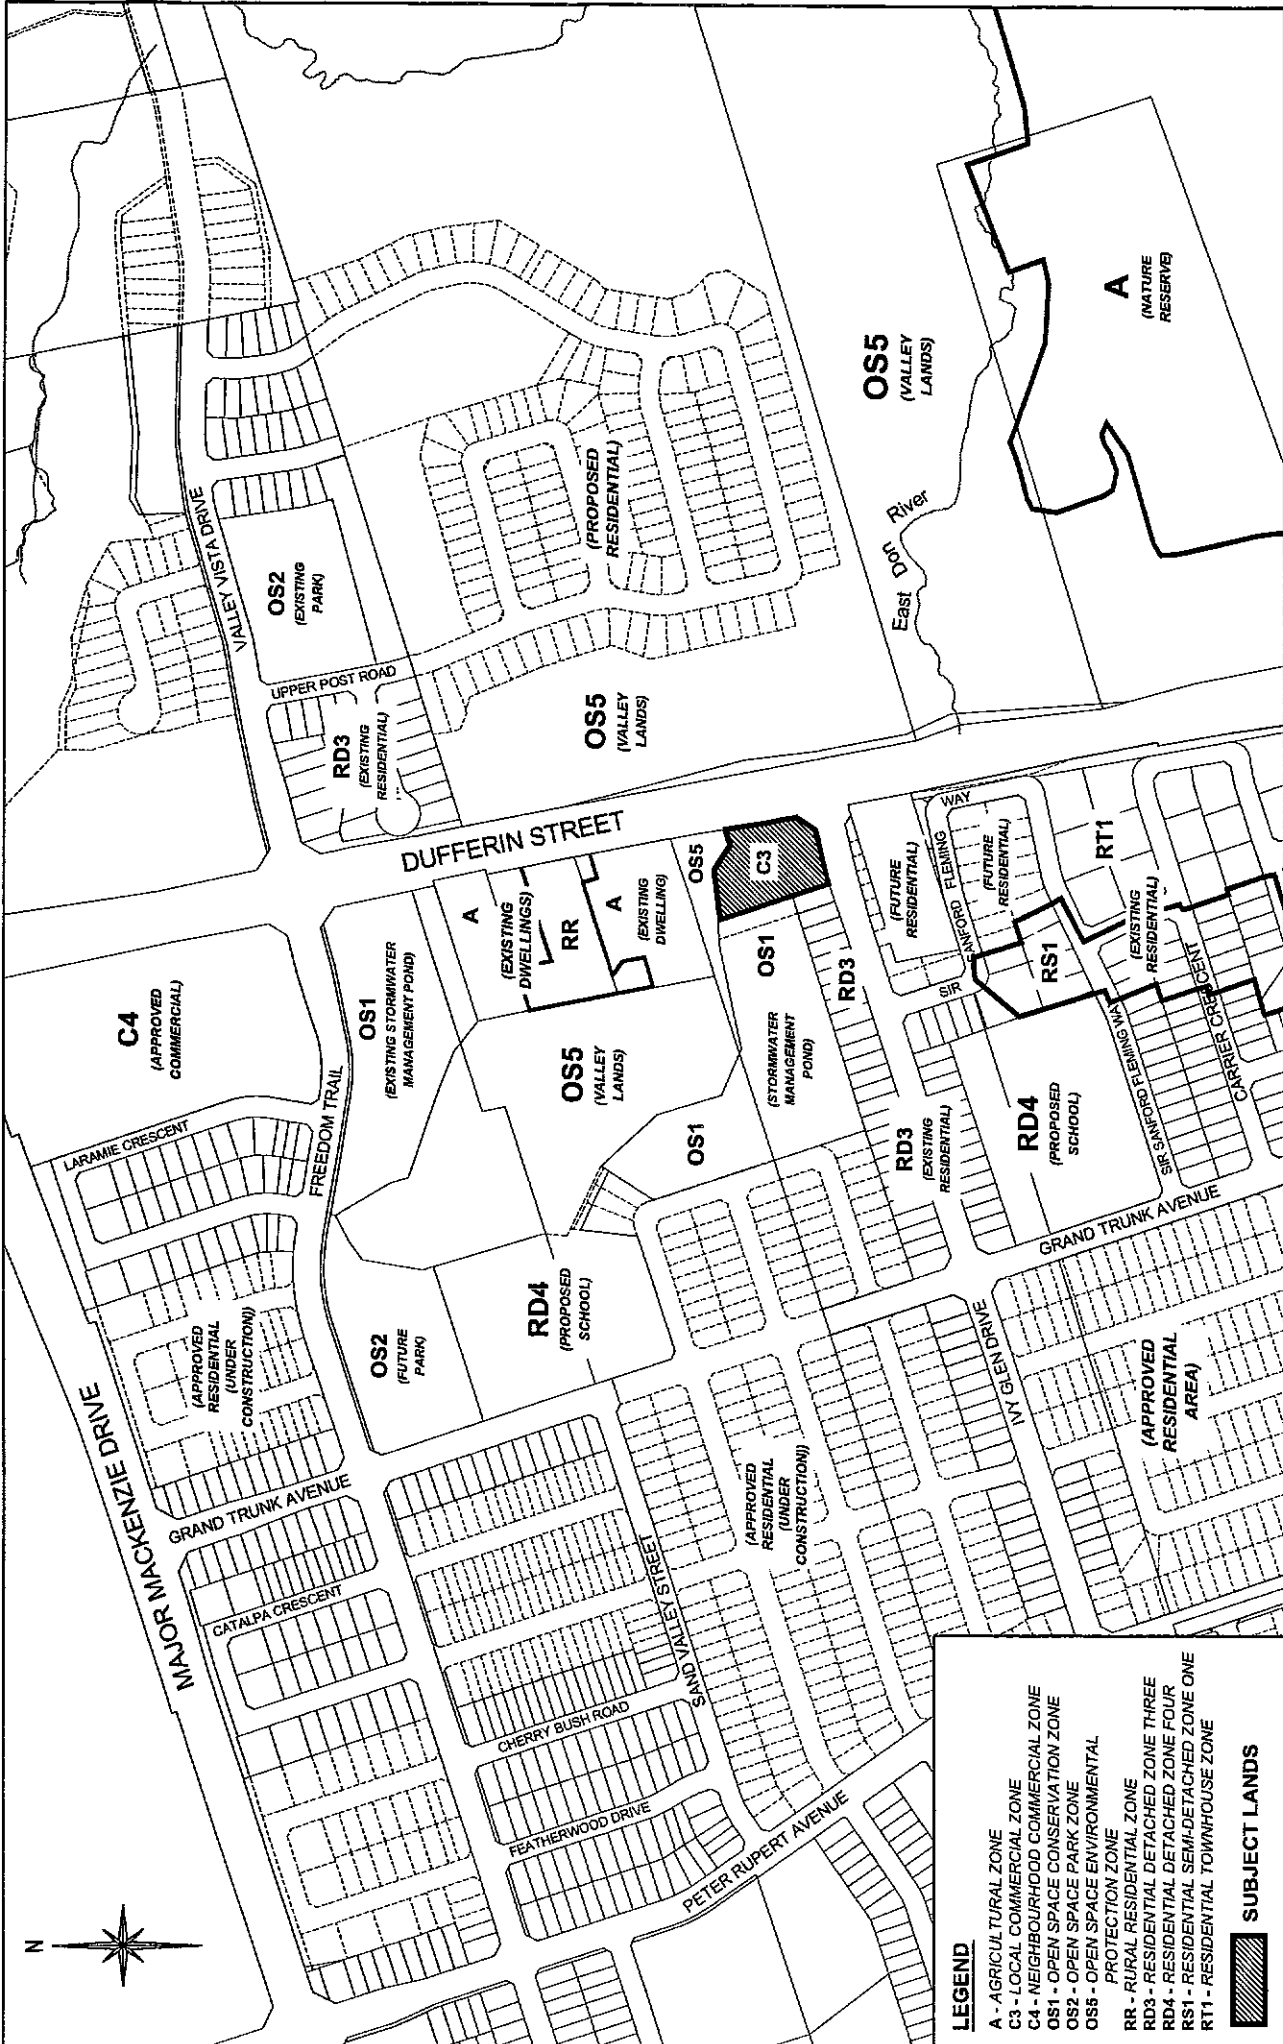 N
MAJOR MACKENZIE DRIVE
LARAMIE CRESCENT
C4
(APPROVED
COMMERCIAL)
VALLEY VISTA DRIVE
OS2
(EXISTING
PARK)
UPPER POST ROAD
RD3
(EXISTING
RESIDENTIAL)
(PROPOSED
RESIDENTIAL)
OS5
(VALLEY
LANDS)
OS5
(VALLEY
LANDS)
East Don River
A
(NATURE
RESERVE)
DUFFERIN STREET
FREEDOM TRAIL
OS1
(EXISTING STORMWATER
MANAGEMENT POND)
A
(EXISTING
DWELLINGS)
RR
A
(EXISTING
DWELLING)
OS5
C3
OS5
(VALLEY
LANDS)
OS1
OS1
(STORMWATER
MANAGEMENT
POND)
RD3
RD3
(EXISTING
RESIDENTIAL)
(FUTURE
RESIDENTIAL)
SIR SANFORD FLEMING WAY
(FUTURE
RESIDENTIAL)
RT1
RS1
(EXISTING
RESIDENTIAL)
SIR SANFORD FLEMING WAY
CARRIER CRESCENT
RD4
(PROPOSED
SCHOOL)
GRAND TRUNK AVENUE
(APPROVED
RESIDENTIAL
(UNDER
CONSTRUCTION))
OS2
(FUTURE
PARK)
RD4
(PROPOSED
SCHOOL)
GRAND TRUNK AVENUE
CATALPA CRESCENT
CHERRY BUSH ROAD
FEATHERWOOD DRIVE
SAND VALLEY STREET
PETER RUPERT AVENUE
(APPROVED
RESIDENTIAL
(UNDER
CONSTRUCTION))
IVY GLEN DRIVE
(APPROVED
RESIDENTIAL
AREA)
LEGEND
A - AGRICULTURAL ZONE
C3 - LOCAL COMMERCIAL ZONE
C4 - NEIGHBOURHOOD COMMERCIAL ZONE
OS1 - OPEN SPACE CONSERVATION ZONE
OS2 - OPEN SPACE PARK ZONE
OS5 - OPEN SPACE ENVIRONMENTAL
PROTECTION ZONE
RR - RURAL RESIDENTIAL ZONE
RD3 - RESIDENTIAL DETACHED ZONE THREE
RD4 - RESIDENTIAL DETACHED ZONE FOUR
RS1 - RESIDENTIAL SEMI-DETACHED ZONE ONE
RT1 - RESIDENTIAL TOWNHOUSE ZONE
SUBJECT LANDS